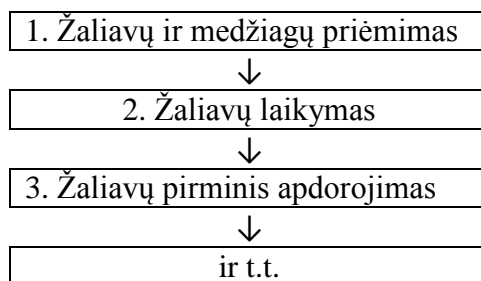 1. Žaliavų ir medžiagų priėmimas
2. Žaliavų laikymas
3. Žaliavų pirminis apdorojimas
ir t.t.